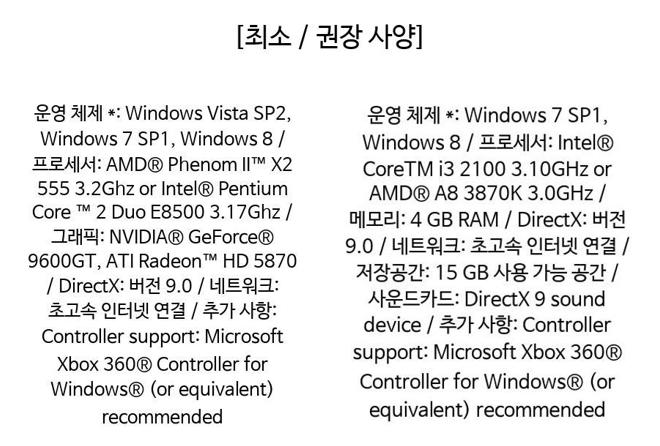 [최소 / 권장 사양]
운영 체제 *: Windows Vista SP2,
Windows 7 SP1, Windows 8 /
프로세서: AMD® Phenom II™ X2
555 3.2Ghz or Intel® Pentium
Core ™ 2 Duo E8500 3.17Ghz /
그래픽: NVIDIA® GeForce®
9600GT, ATI Radeon™ HD 5870
/ DirectX: 버전 9.0 / 네트워크:
초고속 인터넷 연결 / 추가 사항:
Controller support: Microsoft
Xbox 360® Controller for
Windows® (or equivalent)
recommended
운영 체제 *: Windows 7 SP1,
Windows 8 / 프로세서: Intel®
CoreTM i3 2100 3.10GHz or
AMD® A8 3870K 3.0GHz /
메모리: 4 GB RAM / DirectX: 버전
9.0 / 네트워크: 초고속 인터넷 연결 /
저장공간: 15 GB 사용 가능 공간 /
사운드카드: DirectX 9 sound
device / 추가 사항: Controller
support: Microsoft Xbox 360®
Controller for Windows® (or
equivalent) recommended